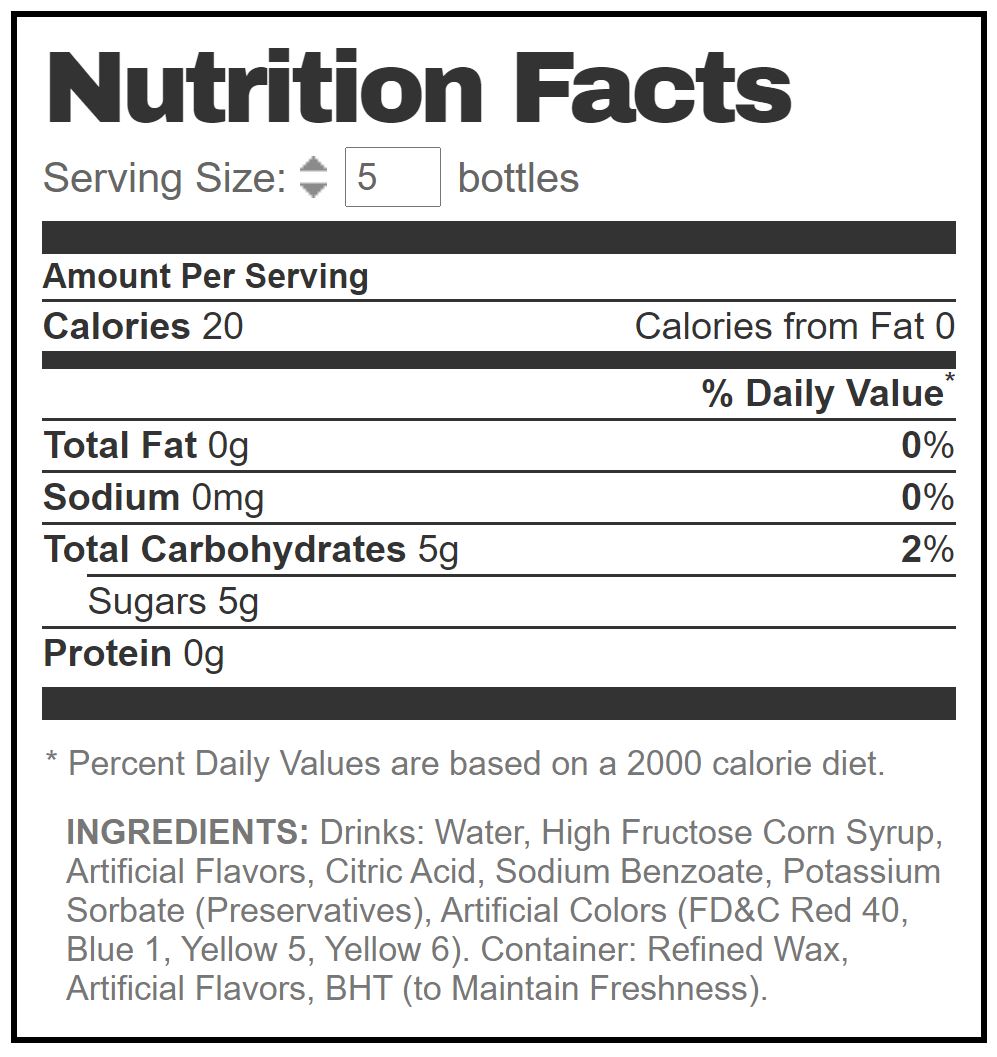 Nutrition Facts
Serving Size: 5 bottles
Amount Per Serving
Calories 20 Calories from Fat 0
% Daily Value*
Total Fat 0g 0%
Sodium 0mg 0%
Total Carbohydrates 5g 2%
Sugars 5g
Protein 0g
* Percent Daily Values are based on a 2000 calorie diet.
INGREDIENTS: Drinks: Water, High Fructose Corn Syrup,
Artificial Flavors, Citric Acid, Sodium Benzoate, Potassium
Sorbate (Preservatives), Artificial Colors (FD&C Red 40,
Blue 1, Yellow 5, Yellow 6). Container: Refined Wax,
Artificial Flavors, BHT (to Maintain Freshness).